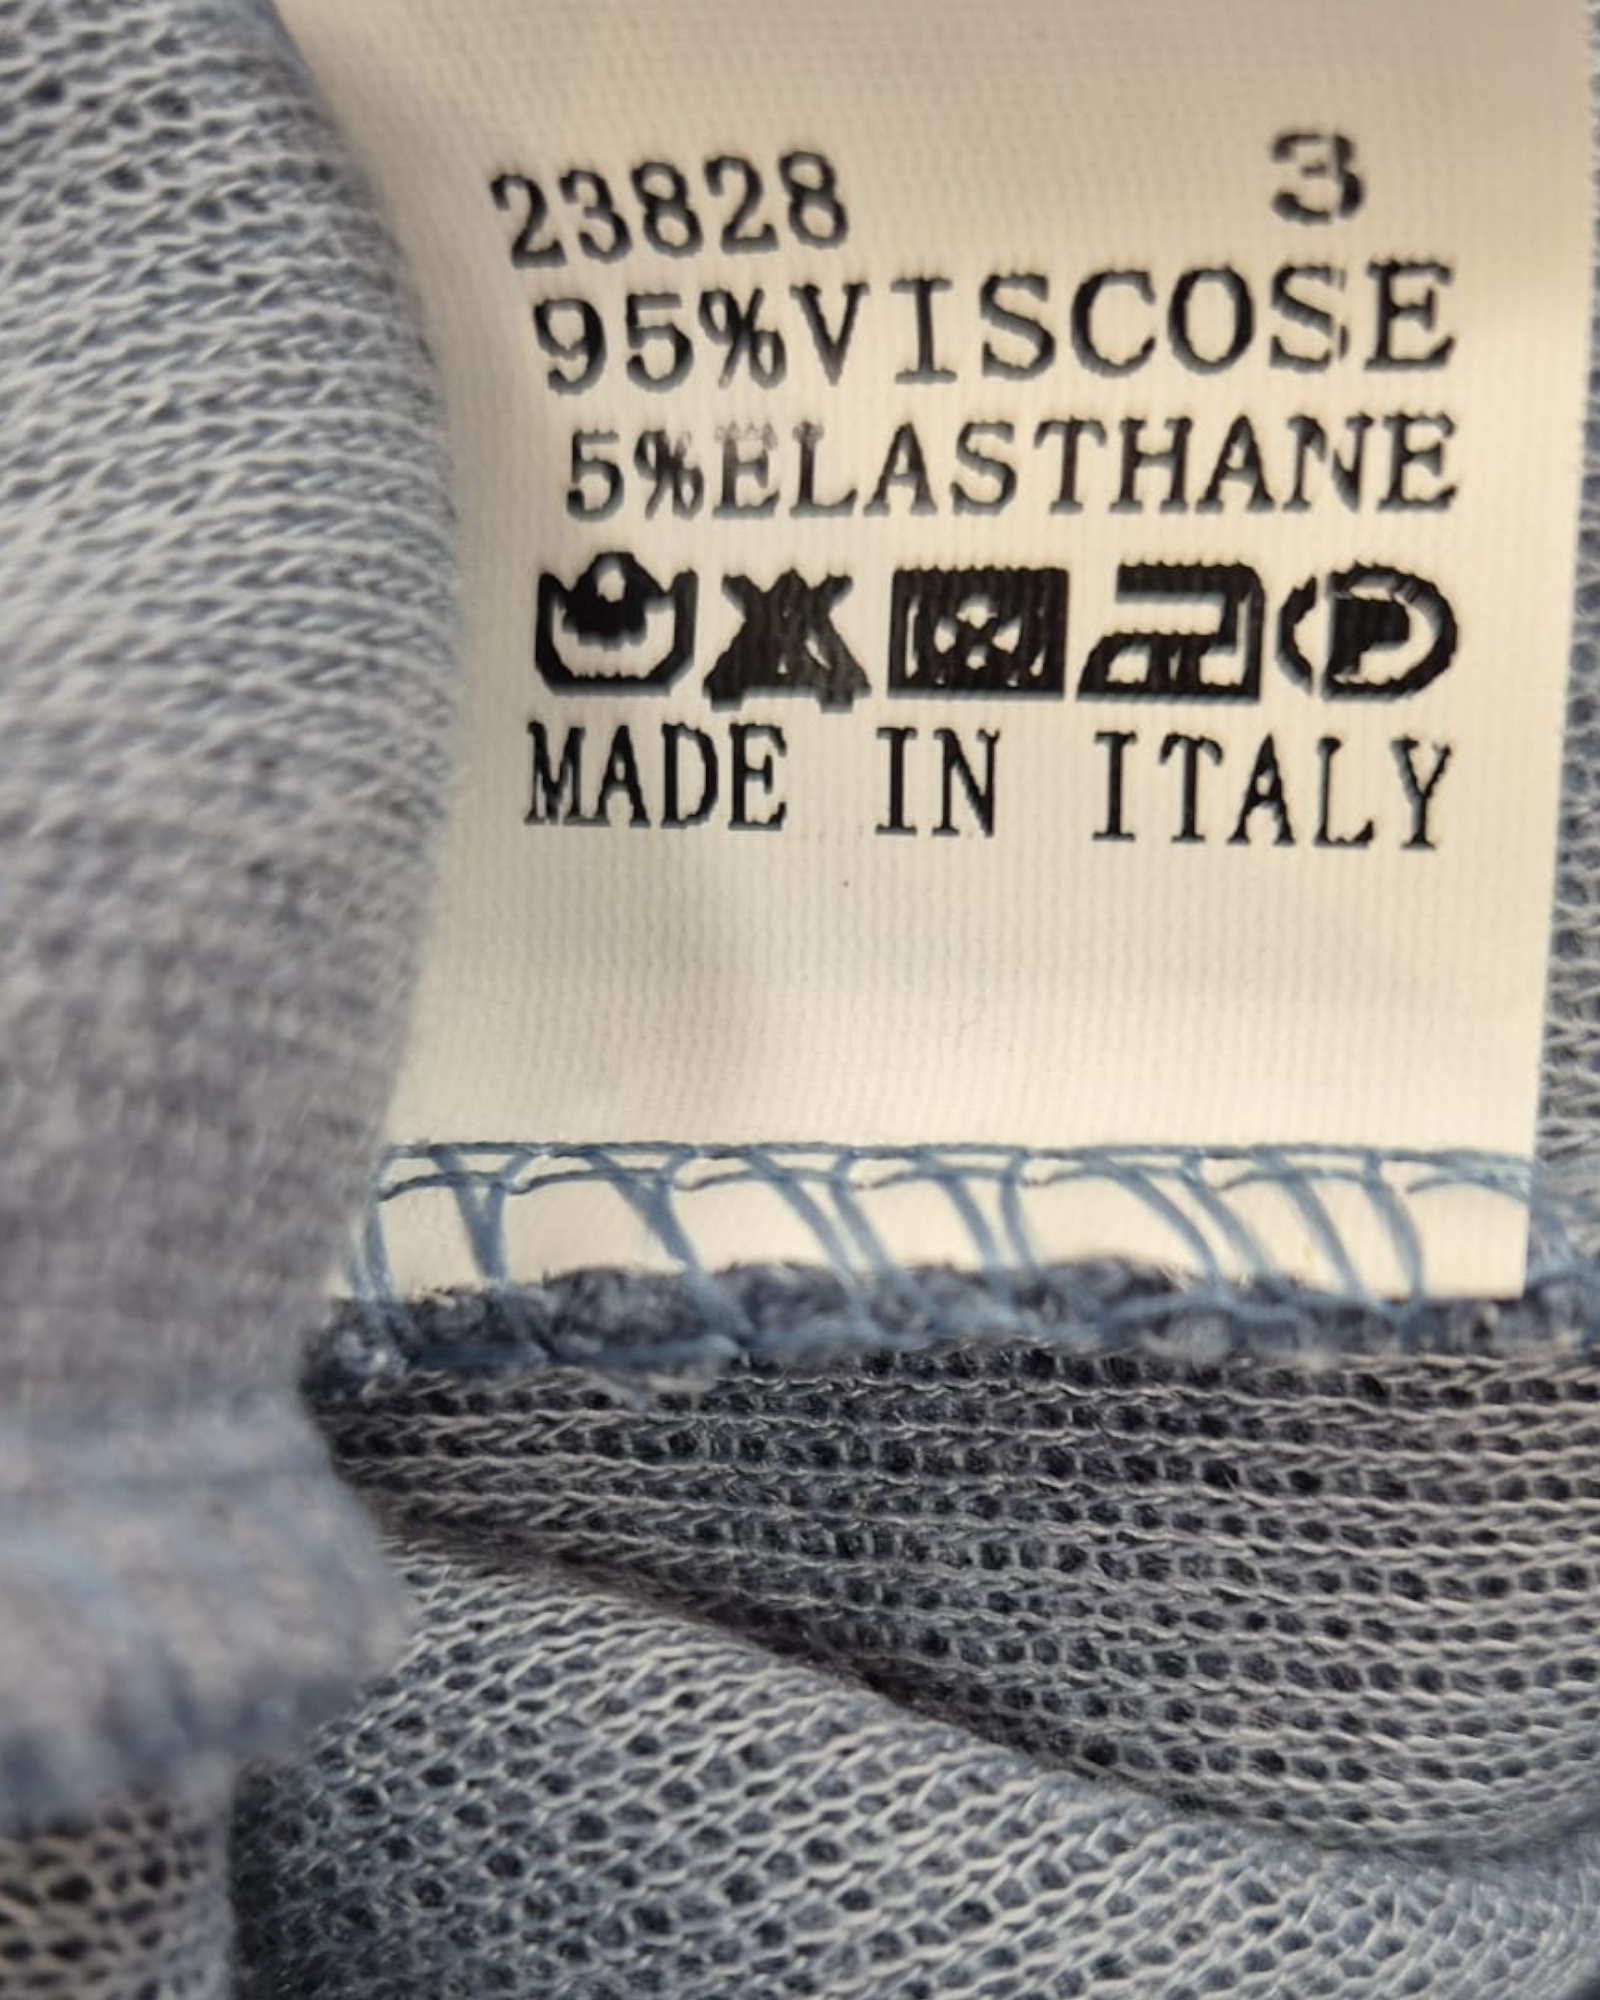 23828 3
95%VISCOSE
5%ELASTHANE
P
MADE IN ITALY